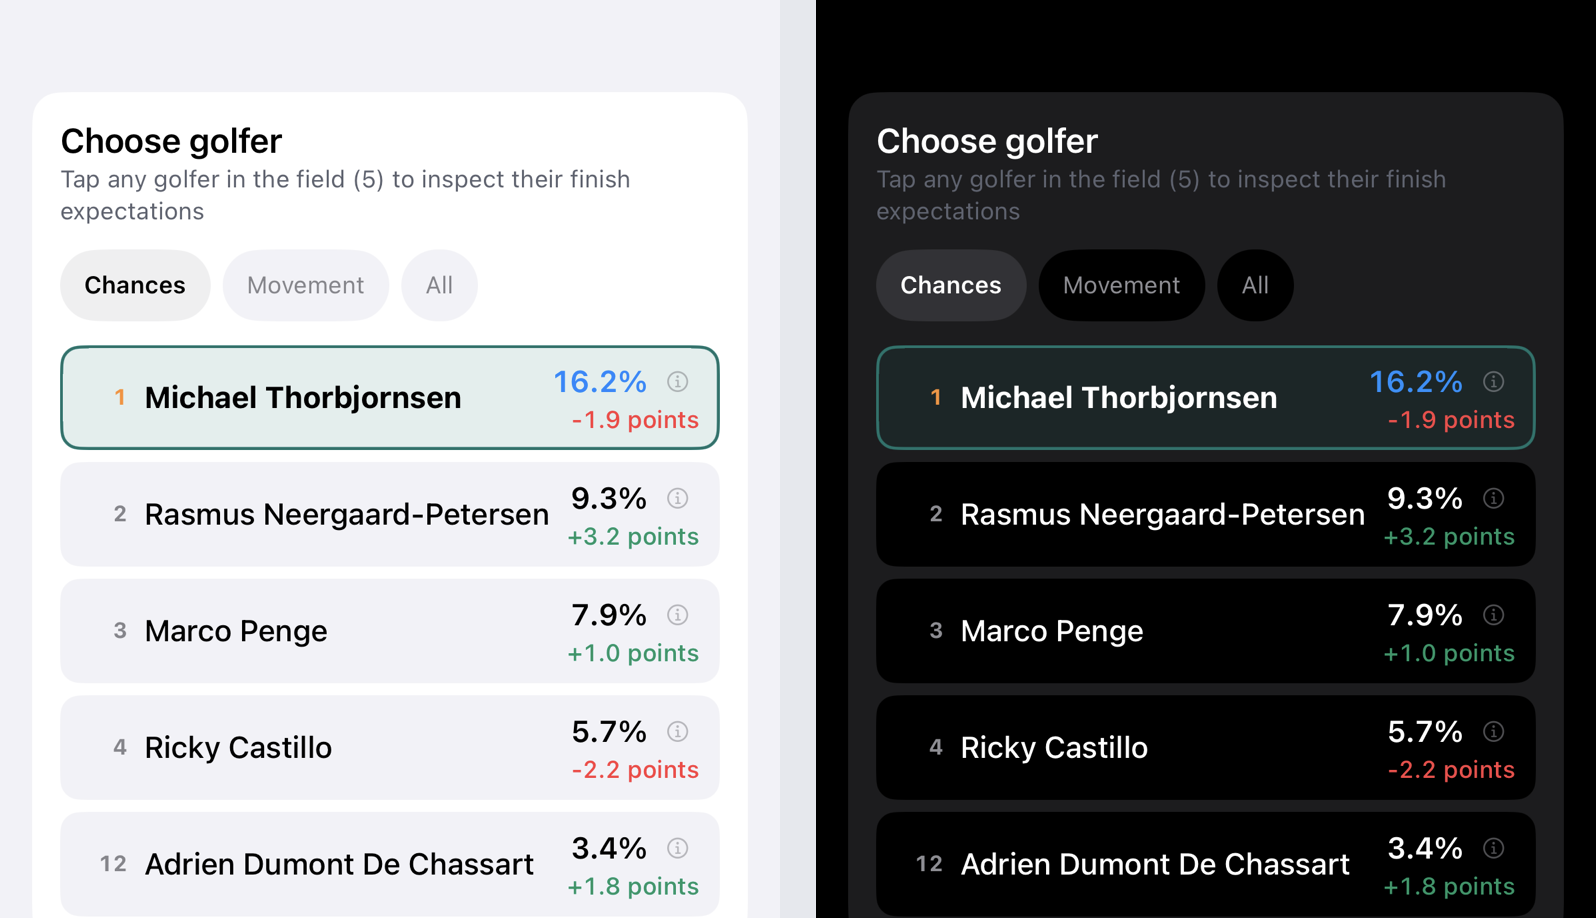 Choose golfer
Tap any golfer in the field (5) to inspect their finish
expectations
Chances Movement All
1 Michael Thorbjornsen 16.2%
-1.9 points
2 Rasmus Neergaard-Petersen 9.3%
+3.2 points
3 Marco Penge 7.9%
+1.0 points
4 Ricky Castillo 5.7%
-2.2 points
12 Adrien Dumont De Chassart 3.4%
+1.8 points
Choose golfer
Tap any golfer in the field (5) to inspect their finish
expectations
Chances Movement All
1 Michael Thorbjornsen 16.2%
-1.9 points
2 Rasmus Neergaard-Petersen 9.3%
+3.2 points
3 Marco Penge 7.9%
+1.0 points
4 Ricky Castillo 5.7%
-2.2 points
12 Adrien Dumont De Chassart 3.4%
+1.8 points